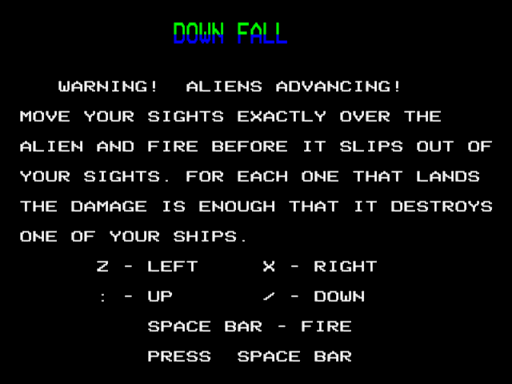 DOWN FALL
WARNING! ALIENS ADVANCING!
MOVE YOUR SIGHTS EXACTLY OVER THE
ALIEN AND FIRE BEFORE IT SLIPS OUT OF
YOUR SIGHTS. FOR EACH ONE THAT LANDS
THE DAMAGE IS ENOUGH THAT IT DESTROYS
ONE OF YOUR SHIPS.
Z - LEFT X - RIGHT
: - UP / - DOWN
SPACE BAR - FIRE
PRESS SPACE BAR